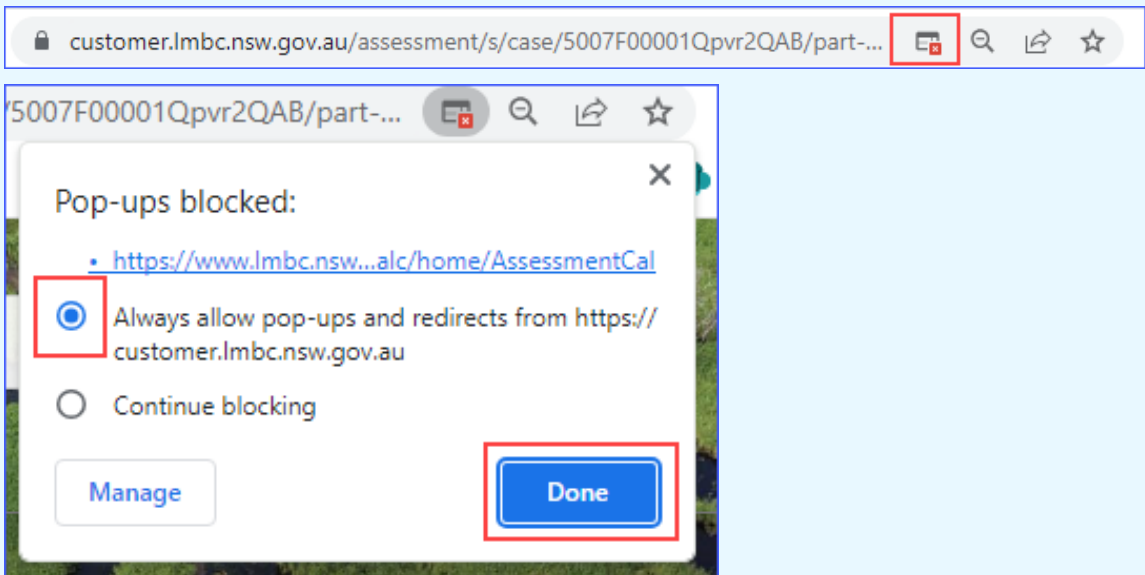 customer.lmbc.nsw.gov.au/assessment/s/case/5007F00001Qpvr2QAB/part-...
/5007F00001Qpvr2QAB/part-...
Pop-ups blocked:
• https://www.lmbc.nsw...alc/home/AssessmentCal
Always allow pop-ups and redirects from https://
customer.lmbc.nsw.gov.au
Continue blocking
Manage
Done